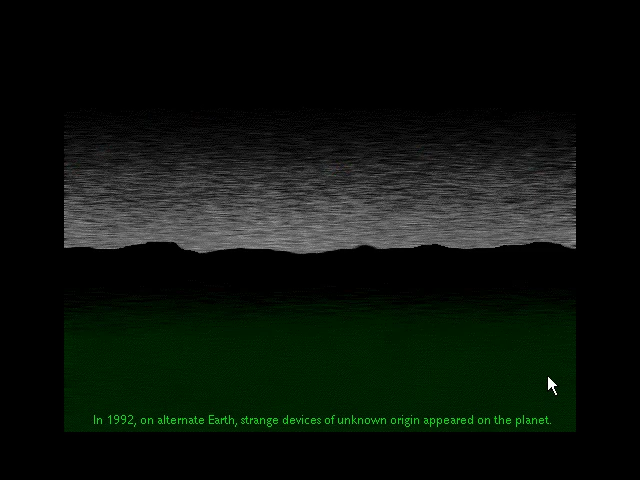 In 1992, on alternate Earth, strange devices of unknown origin appeared on the planet.